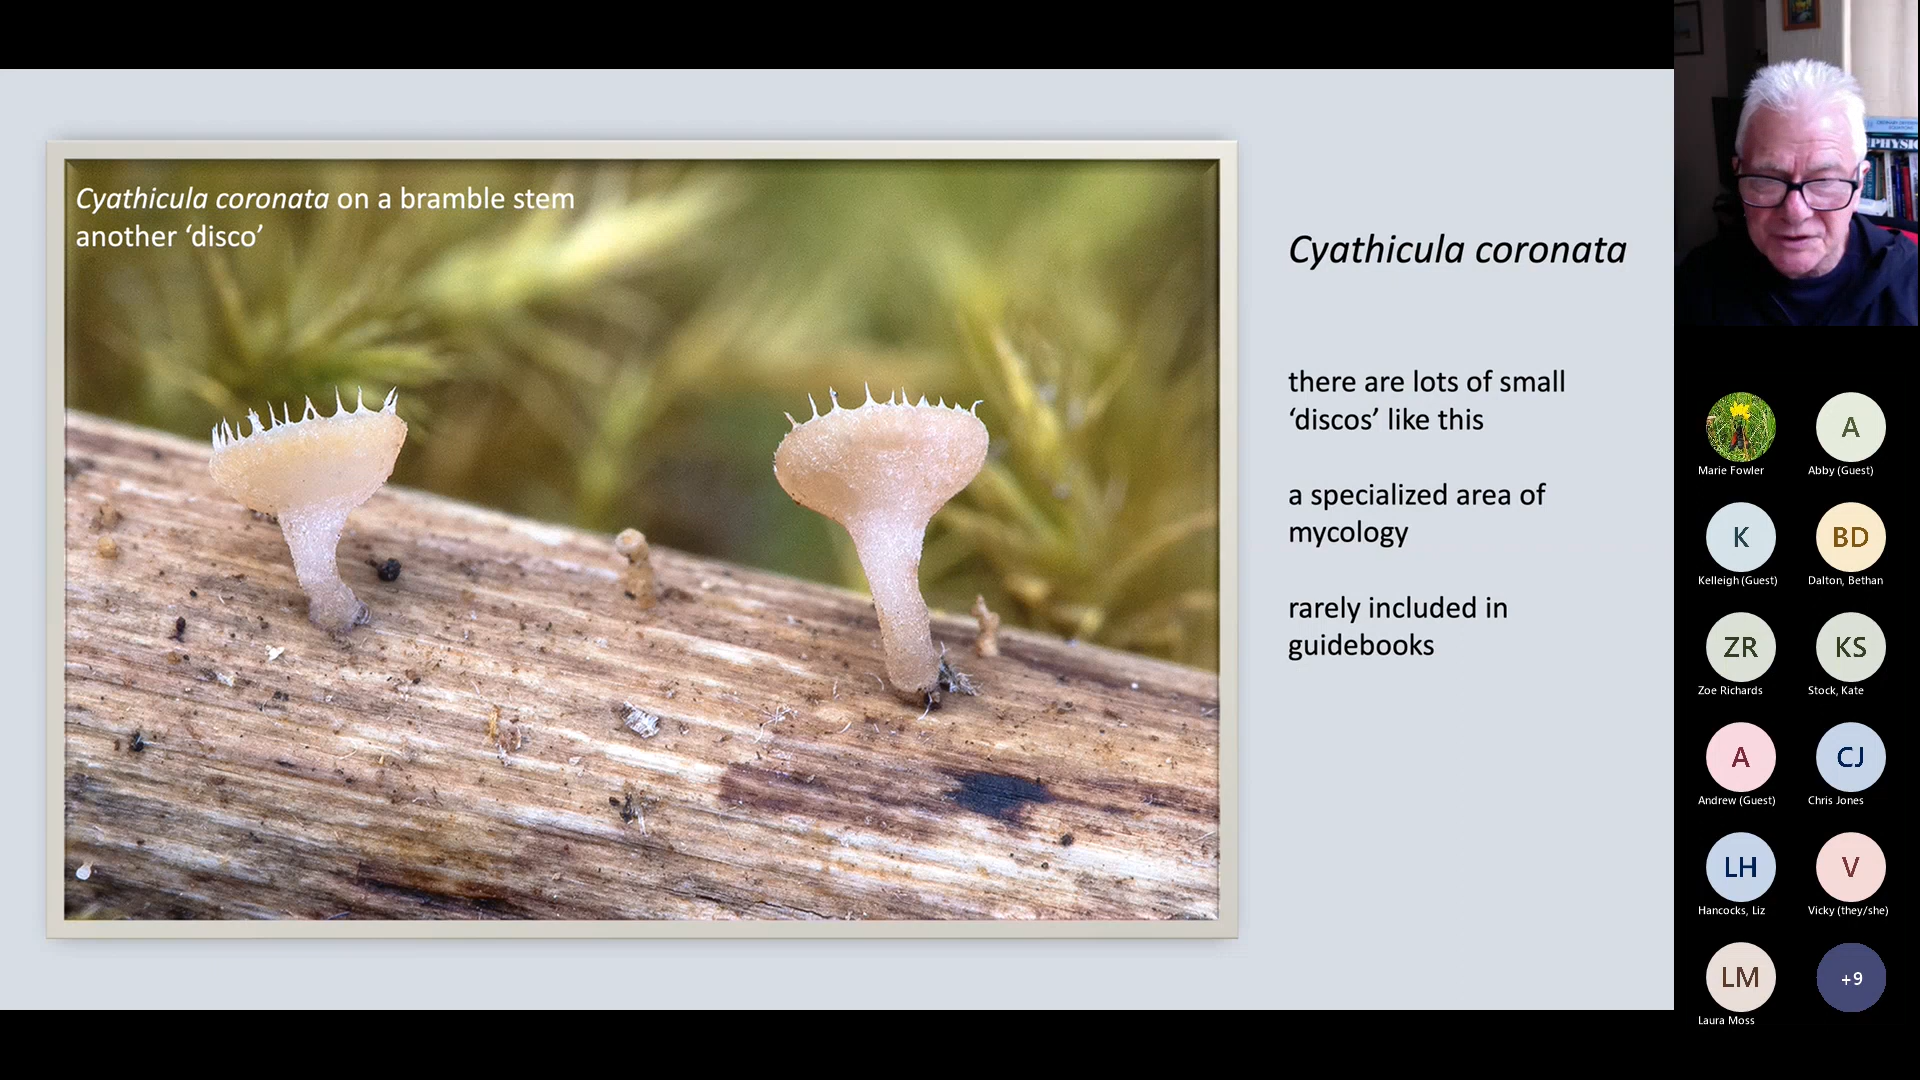 Cyathicula coronata on a bramble stem
another ‘disco’
Cyathicula coronata
there are lots of small
‘discos’ like this
a specialized area of
mycology
rarely included in
guidebooks
PHYSIC
Marie Fowler
A
Abby (Guest)
K
Kelleigh (Guest)
BD
Dalton, Bethan
ZR
Zoe Richards
KS
Stock, Kate
A
Andrew (Guest)
CJ
Chris Jones
LH
Hancocks, Liz
V
Vicky (they/she)
LM
Laura Moss
+9